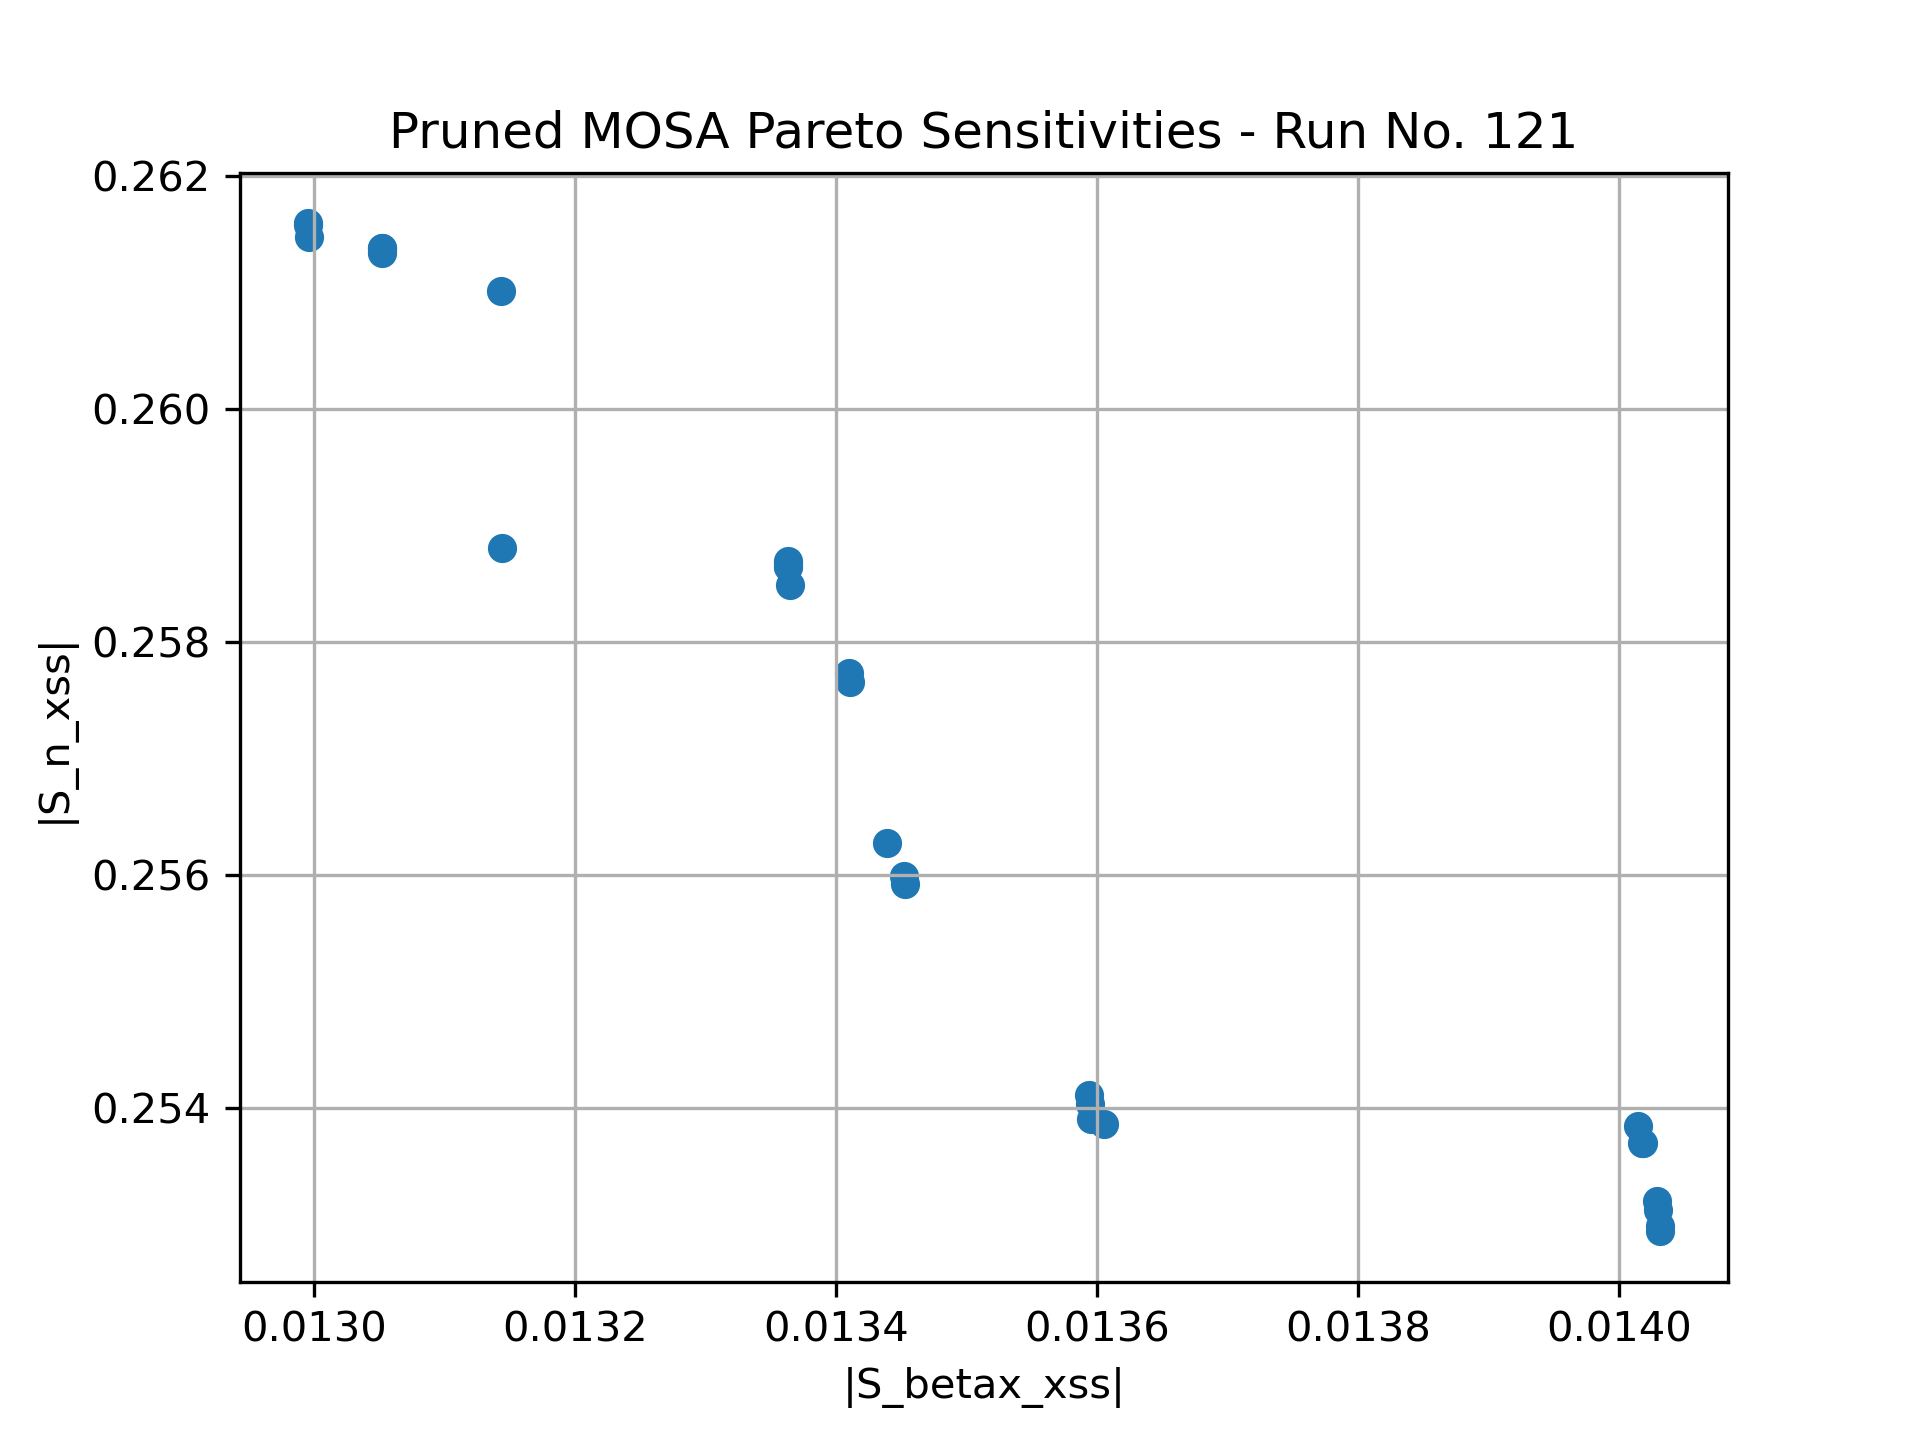 Pruned MOSA Pareto Sensitivities - Run No. 121
0.262
0.260
0.258
0.256
0.254
|S_n_xss|
0.0130 0.0132 0.0134 0.0136 0.0138 0.0140
|S_betax_xss|